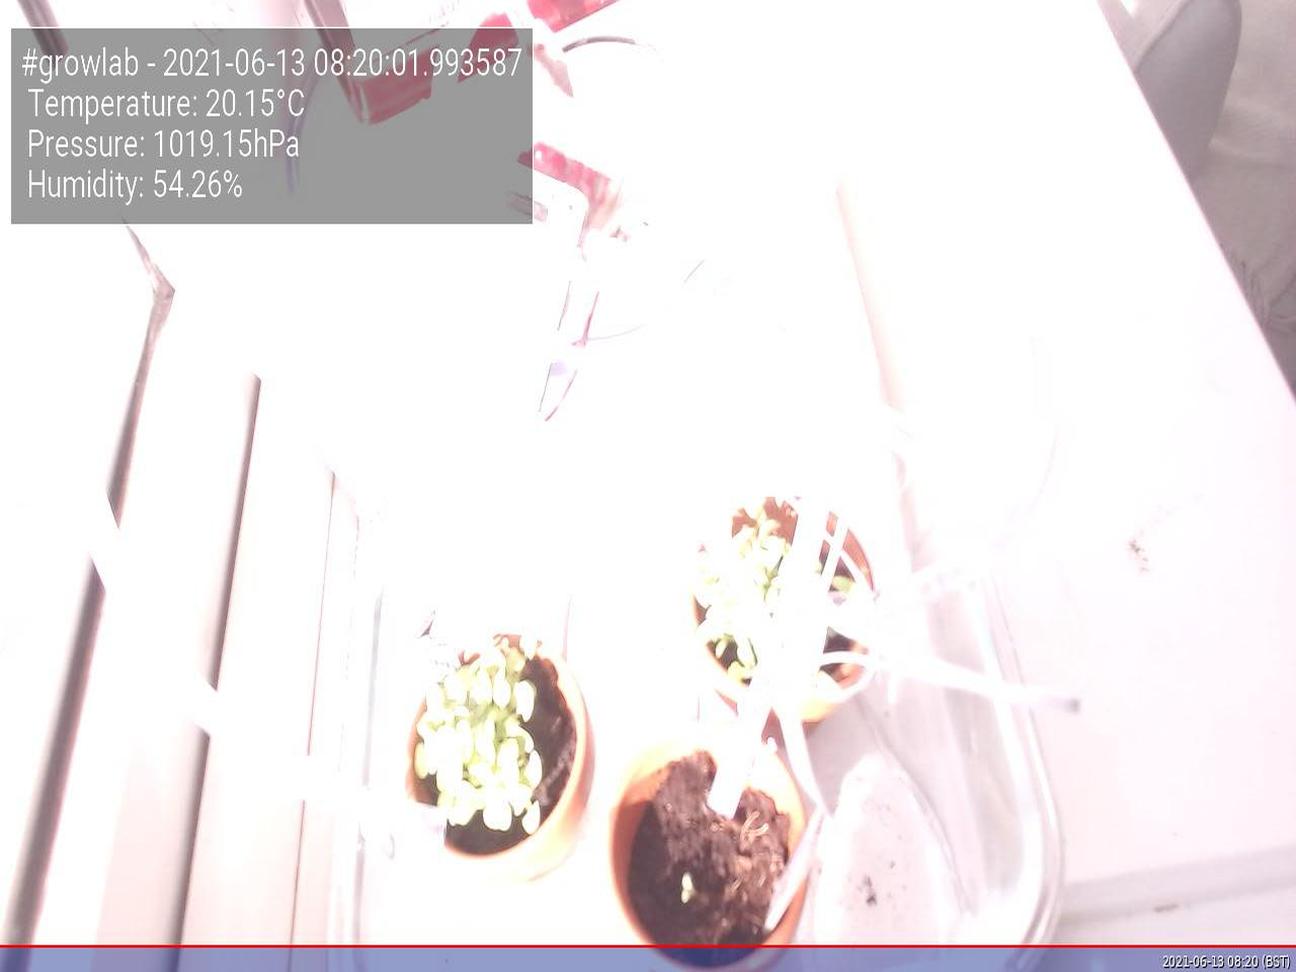 #growlab - 2021-06-13 08:20:01.993587
Temperature: 20.15°C
Pressure: 1019.15hPa
Humidity: 54.26%
2021-06-13 08:20 (BST)